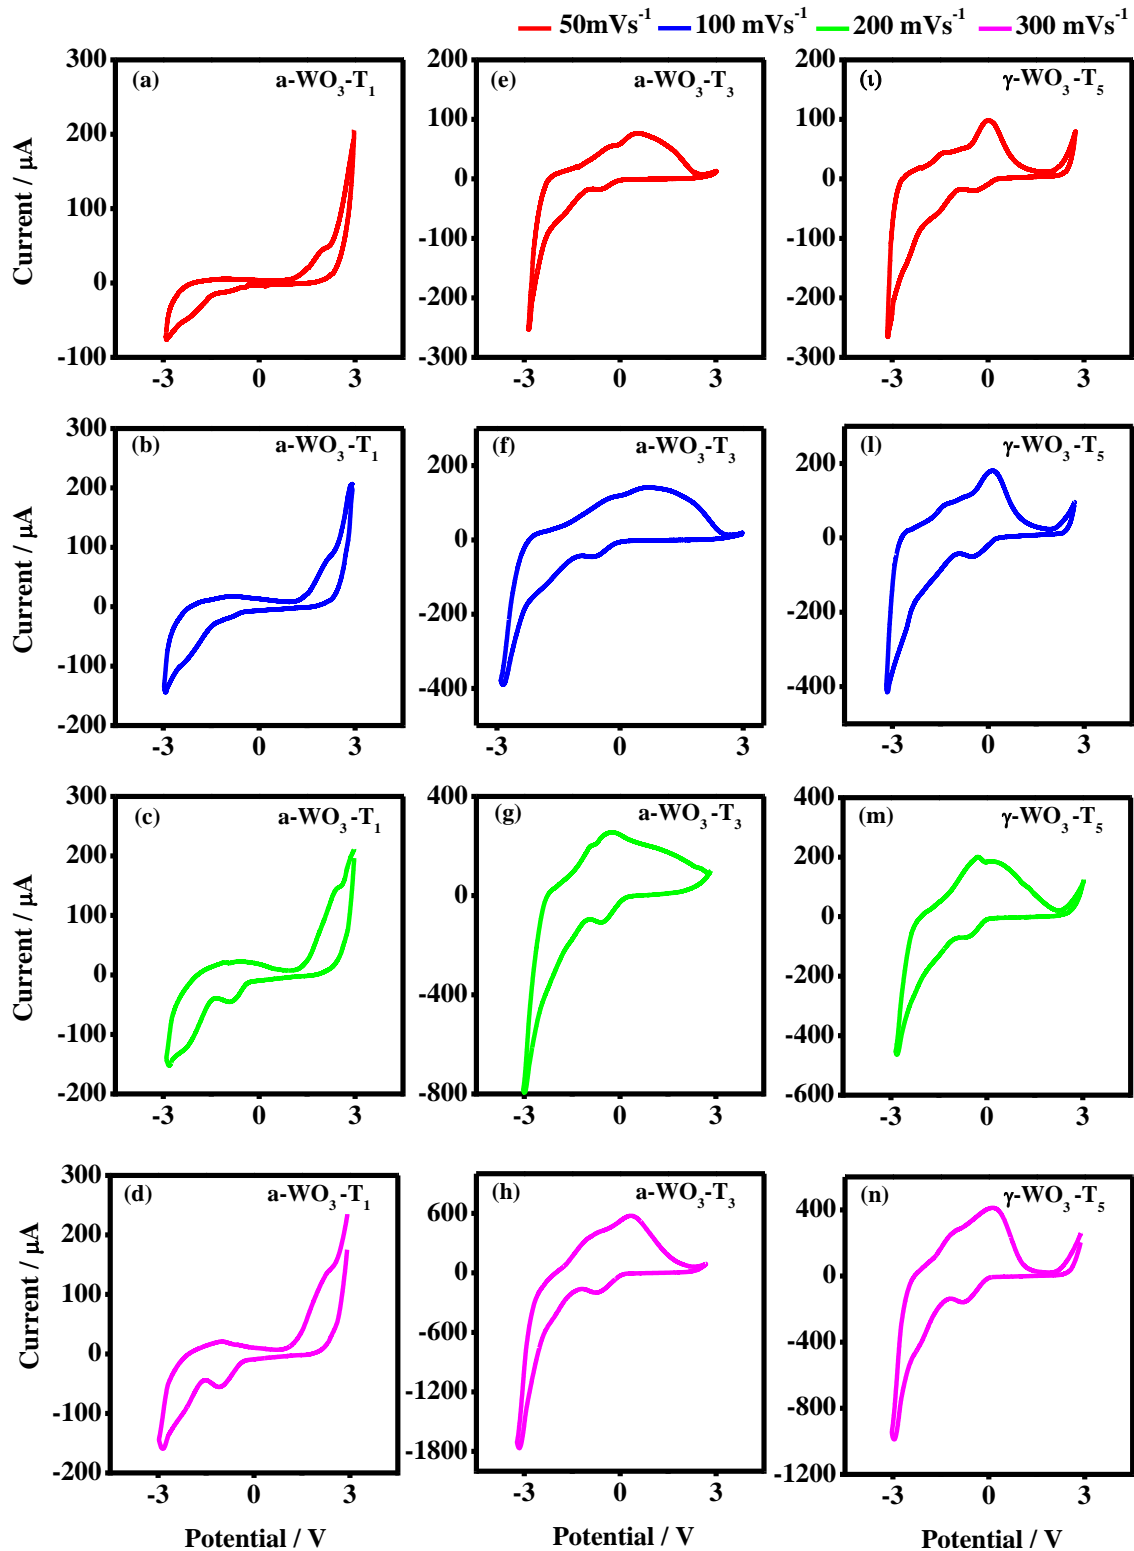 50mVs-1 100 mVs-1 200 mVs-1 300 mVs-1
(a) a-WO3-T1
300
200
100
0
-100
-3 0 3
Current / µA
(e) a-WO3-T3
200
100
0
-100
-200
-300
-3 0 3
(ι) γ-WO3-T5
200
100
0
-100
-200
-300
-3 0 3
(b) a-WO3-T1
300
200
100
0
-100
-200
-3 0 3
Current / µA
(f) a-WO3-T3
200
0
-200
-400
-3 0 3
(l) γ-WO3-T5
200
0
-200
-400
-3 0 3
(c) a-WO3-T1
300
200
100
0
-100
-200
-3 0 3
Current / µA
(g) a-WO3-T3
400
0
-400
-800
-3 0 3
(m) γ-WO3-T5
400
200
0
-200
-400
-600
-3 0 3
(d) a-WO3-T1
300
200
100
0
-100
-200
-3 0 3
Current / µA
Potential / V
(h) a-WO3-T3
600
0
-600
-1200
-1800
-3 0 3
Potential / V
(n) γ-WO3-T5
400
0
-400
-800
-1200
-3 0 3
Potential / V